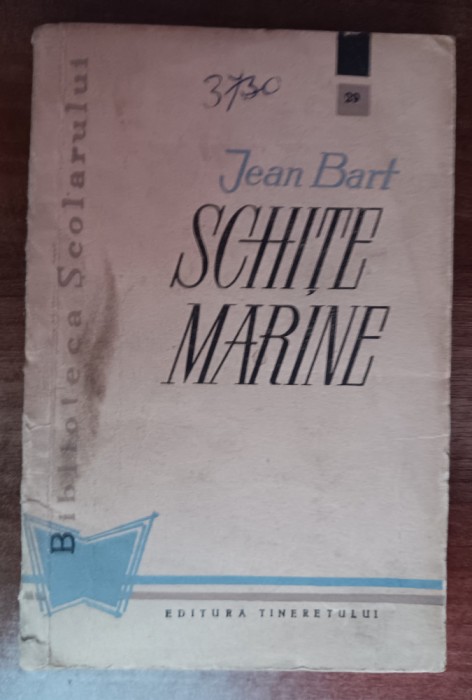 3730
29
Jean Bart
SCHIȚE
MARINE
Biblioteca Școlarului
EDITURA TINERETULUI